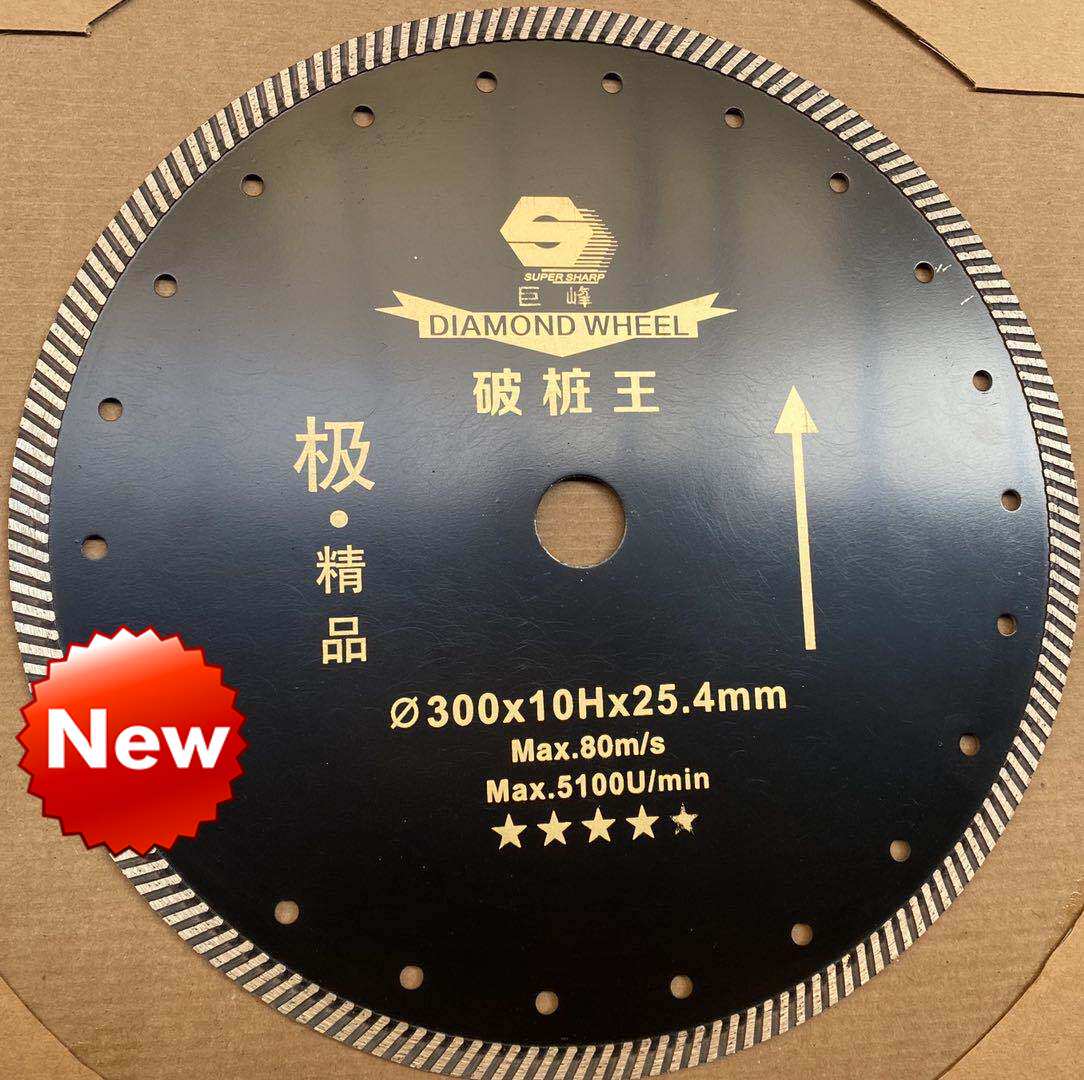 SUPER SHARP
巨峰
DIAMOND WHEEL
破桩王
极·精品
Ø300x10Hx25.4mm
Max.80m/s
Max.5100U/min
New